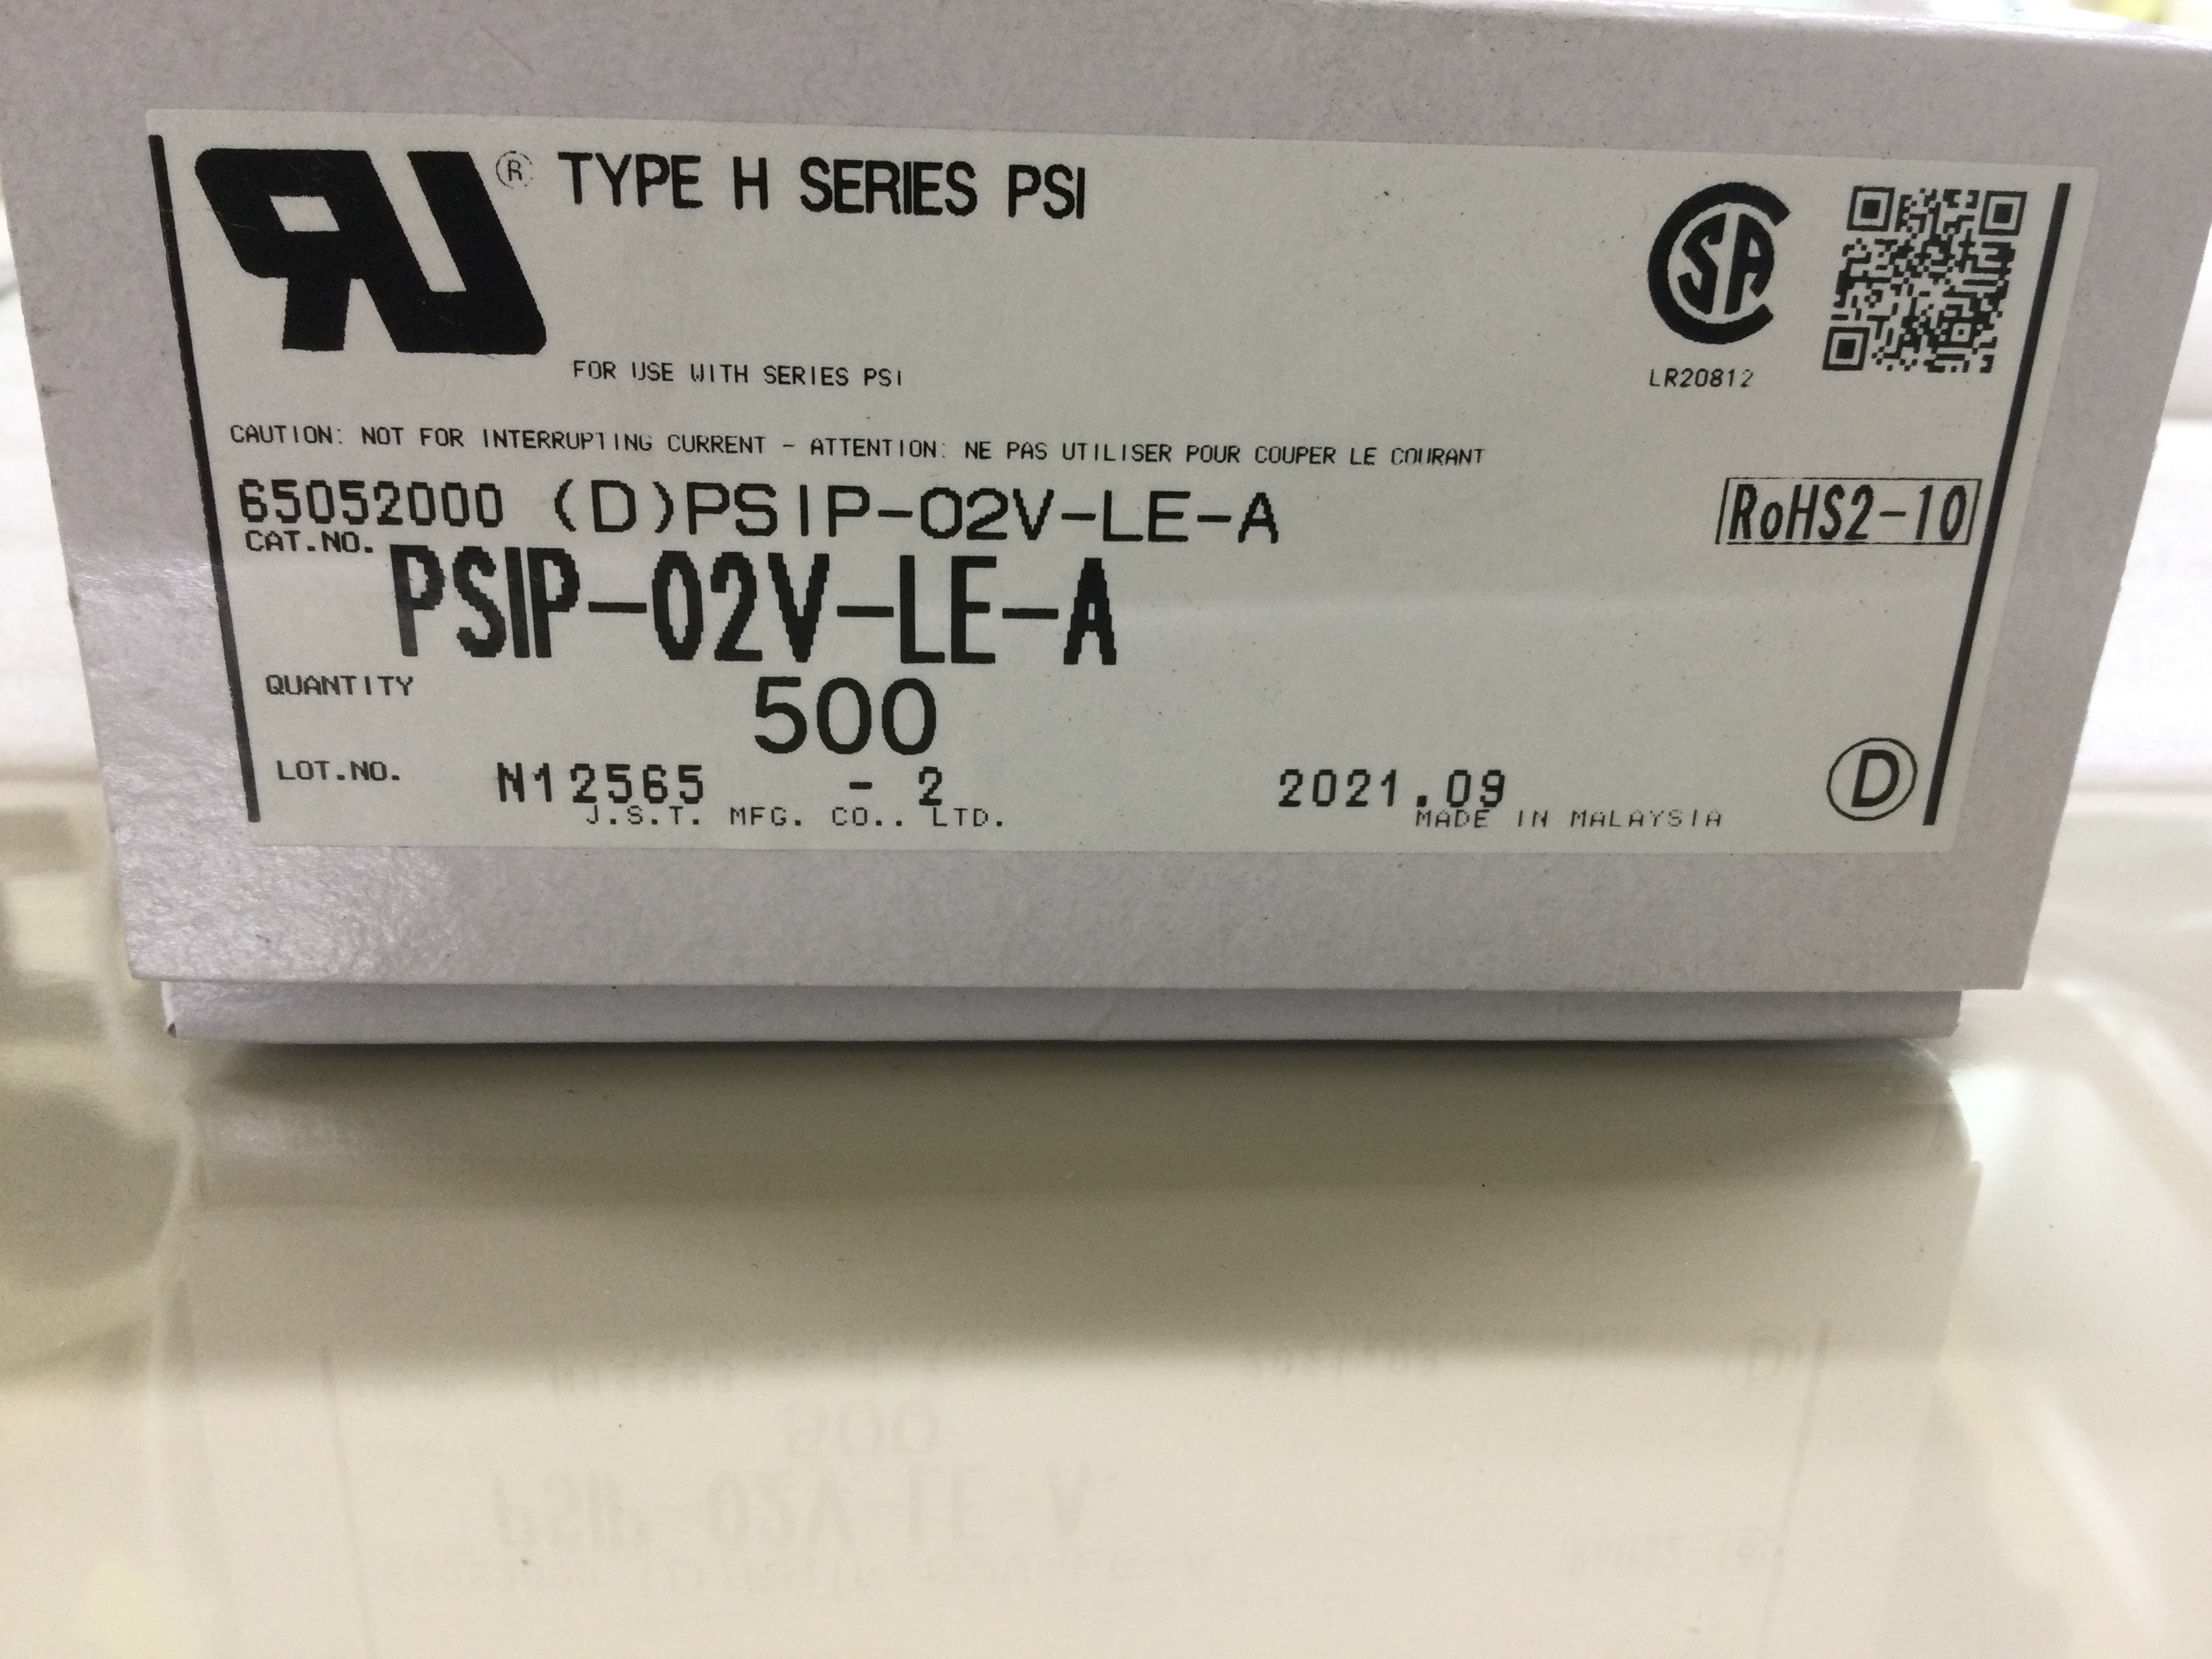 RU® TYPE H SERIES PSI
CSA
FOR USE WITH SERIES PSI
LR20812
CAUTION: NOT FOR INTERRUPTING CURRENT - ATTENTION: NE PAS UTILISER POUR COUPER LE COURANT
65052000 (D)PSIP-02V-LE-A
RoHS2-10
CAT.NO.
PSIP-02V-LE-A
QUANTITY 500
LOT.NO. N12565 - 2 2021.09
D
J.S.T. MFG. CO.. LTD. MADE IN MALAYSIA